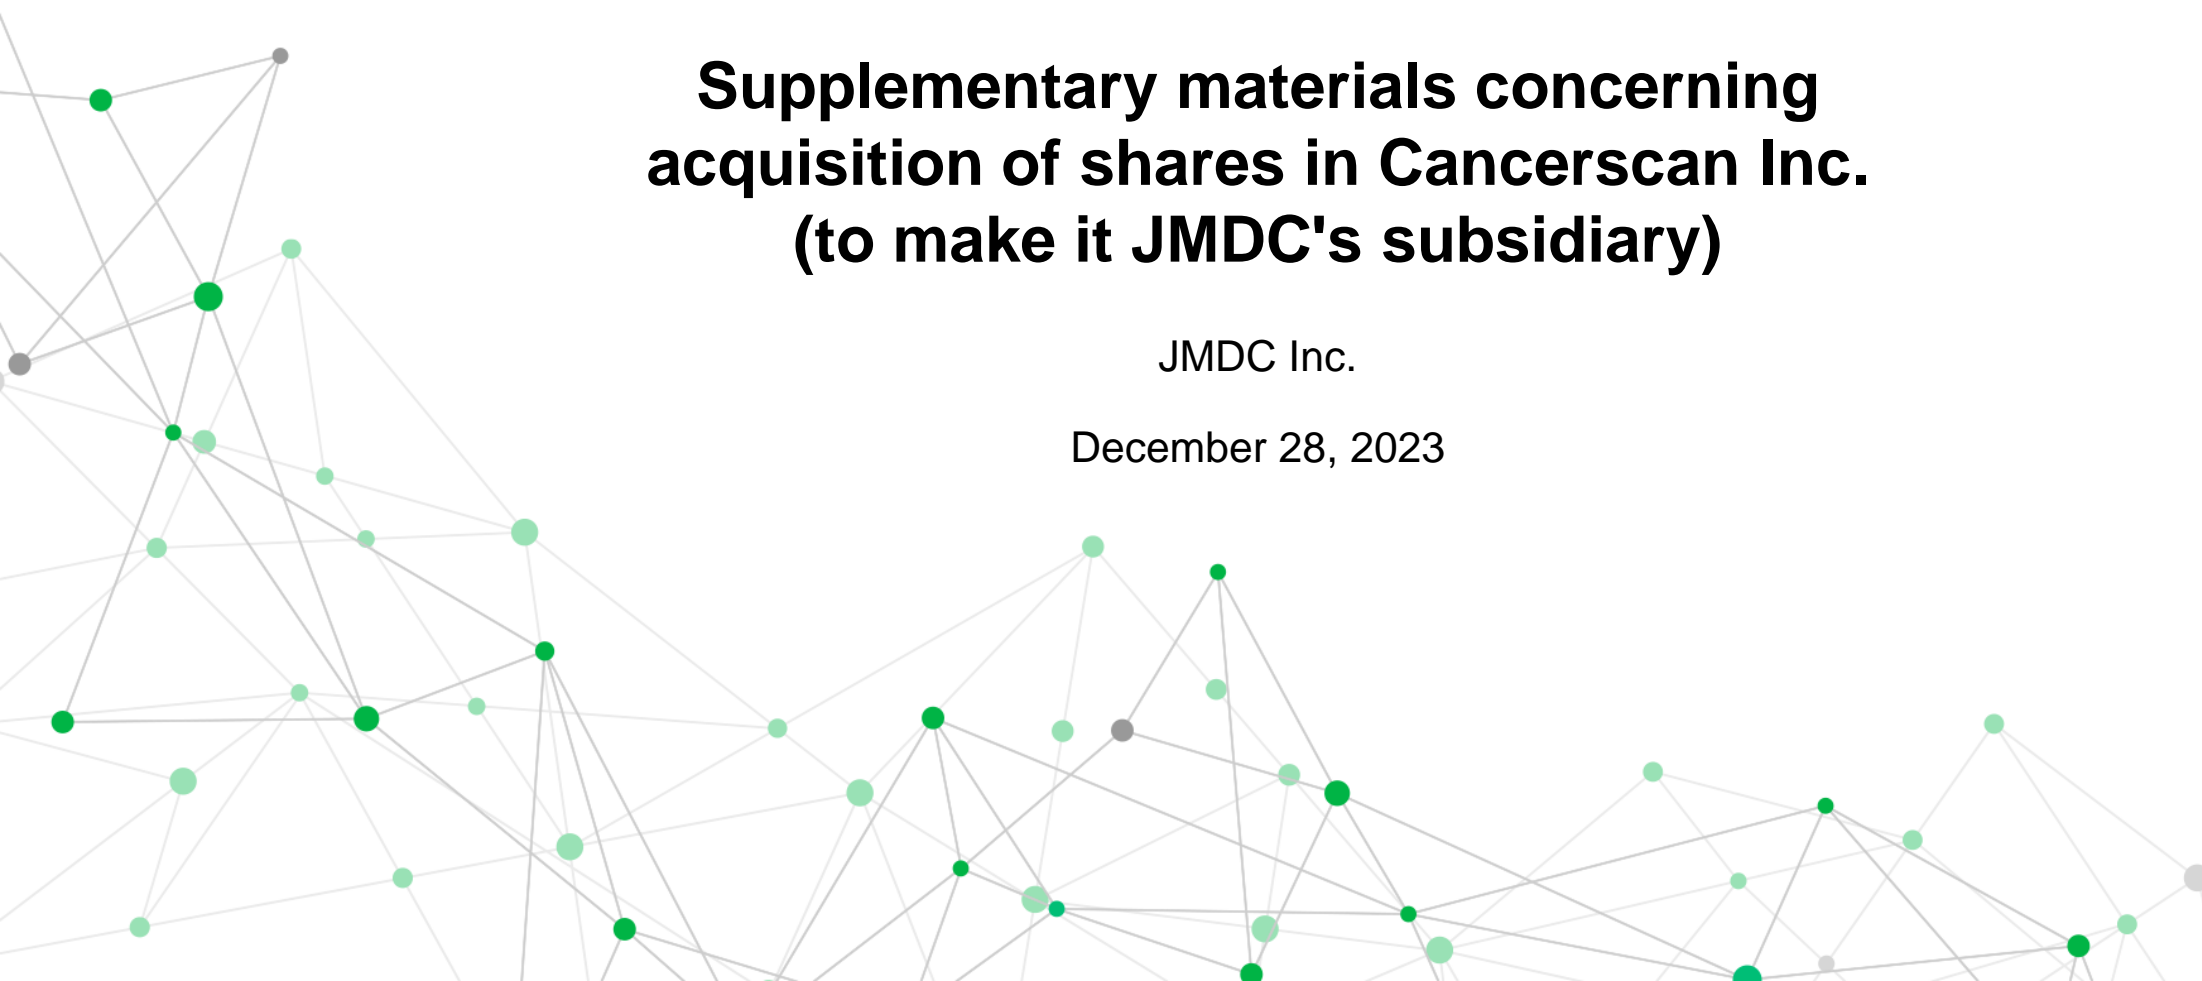 Supplementary materials concerning
acquisition of shares in Cancerscan Inc.
(to make it JMDC's subsidiary)
JMDC Inc.
December 28, 2023